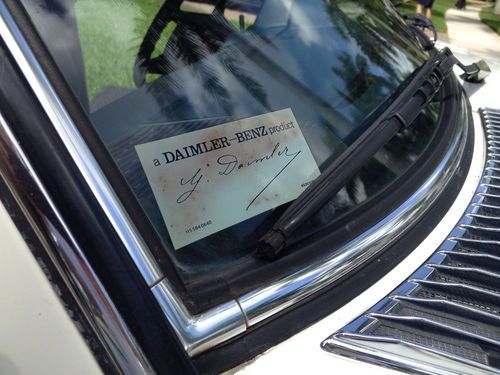 a DAIMLER-BENZ product
G. Daimler